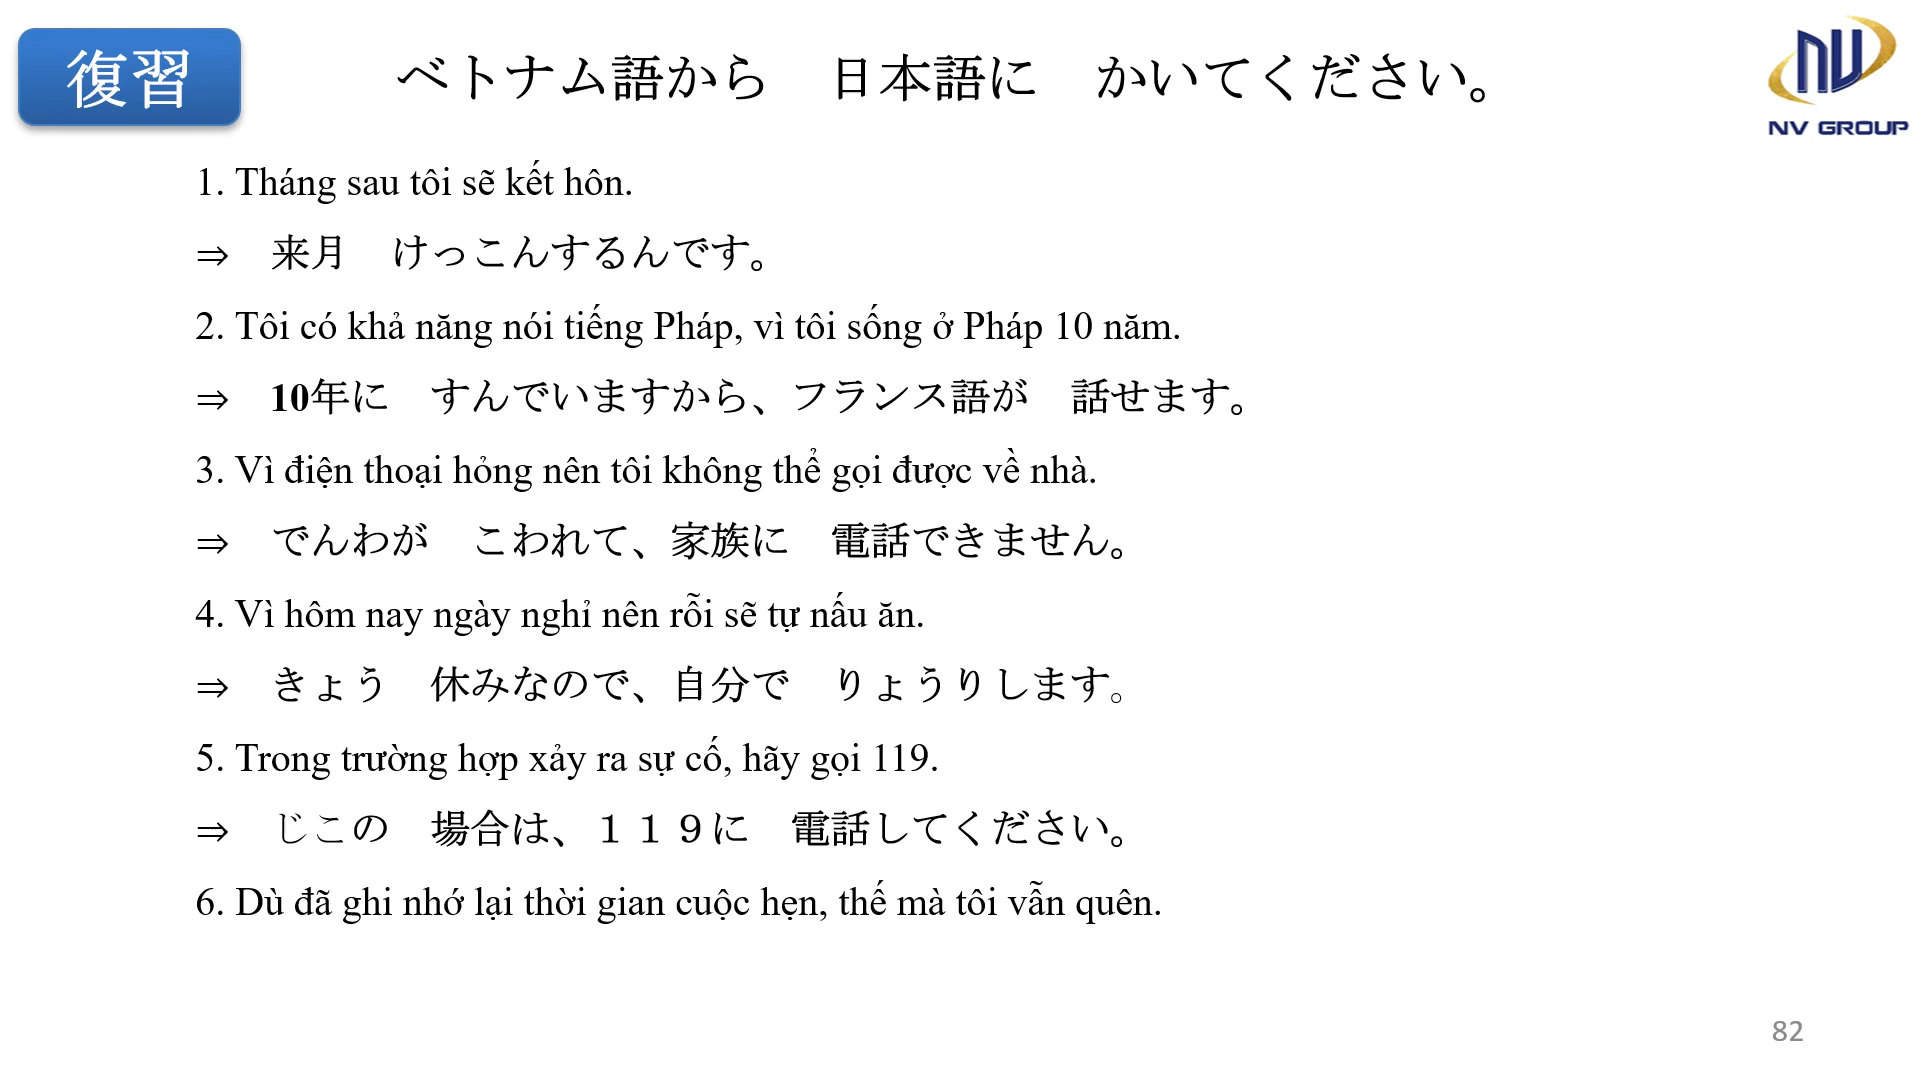 復習
ベトナム語から　日本語に　かいてください。
NV GROUP
1. Tháng sau tôi sẽ kết hôn.
⇒　来月　けっこんするんです。
2. Tôi có khả năng nói tiếng Pháp, vì tôi sống ở Pháp 10 năm.
⇒　10年に　すんでいますから、フランス語が　話せます。
3. Vì điện thoại hỏng nên tôi không thể gọi được về nhà.
⇒　でんわが　こわれて、家族に　電話できません。
4. Vì hôm nay ngày nghỉ nên rỗi sẽ tự nấu ăn.
⇒　きょう　休みなので、自分で　りょうりします。
5. Trong trường hợp xảy ra sự cố, hãy gọi 119.
⇒　じこの　場合は、１１９に　電話してください。
6. Dù đã ghi nhớ lại thời gian cuộc hẹn, thế mà tôi vẫn quên.
82